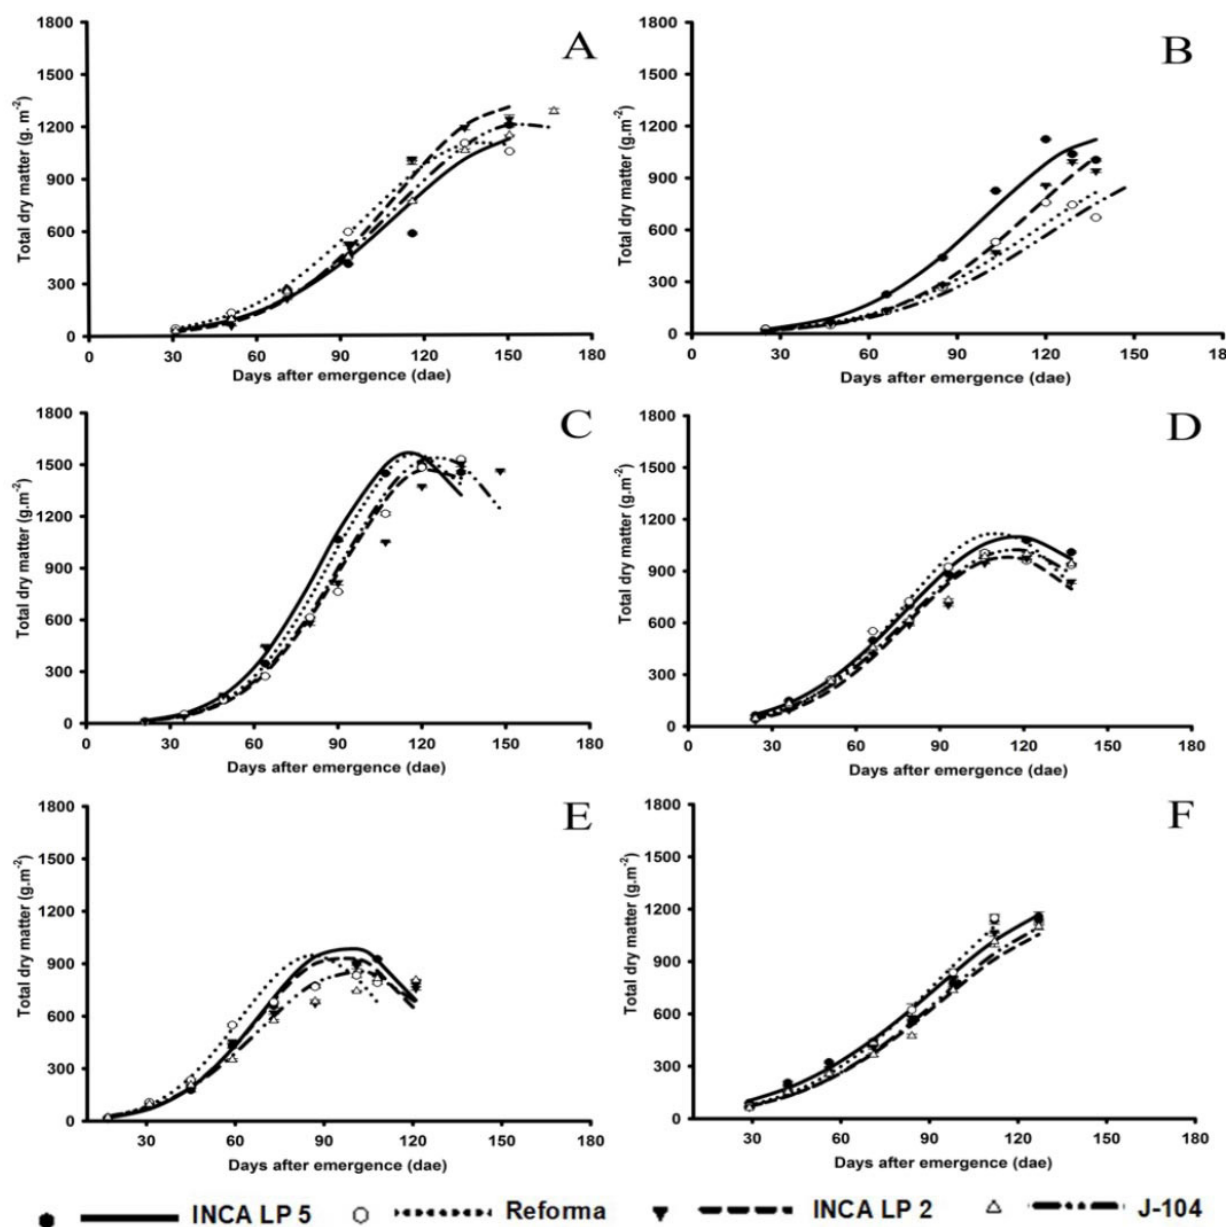 A
Total dry matter (g. m-2)
1800
1500
1200
900
600
300
0
0 30 60 90 120 150 180
Days after emergence (dae)
B
Total dry matter (g. m-2)
1800
1500
1200
900
600
300
0
0 30 60 90 120 150 180
Days after emergence (dae)
C
Total dry matter (g.m-2)
1800
1500
1200
900
600
300
0
0 30 60 90 120 150 180
Days after emergence (dae)
D
Total dry matter (g.m-2)
1800
1500
1200
900
600
300
0
0 30 60 90 120 150 180
Days after emergence (dae)
E
Total dry matter (g.m-2)
1800
1500
1200
900
600
300
0
30 60 90 120 150 180
Days after emergence (dae)
F
Total dry matter (g.m-2)
1800
1500
1200
900
600
300
0
30 60 90 120 150 180
Days after emergence (dae)
INCA LP 5 Reforma INCA LP 2 J-104